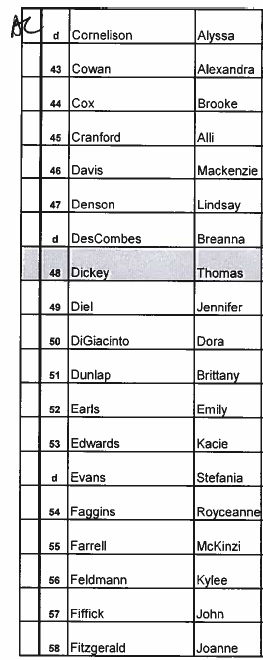 AC d Cornelison Alyssa
43 Cowan Alexandra
44 Cox Brooke
45 Cranford Alli
46 Davis Mackenzie
47 Denson Lindsay
d DesCombes Breanna
48 Dickey Thomas
49 Diel Jennifer
50 DiGiacinto Dora
51 Dunlap Brittany
52 Earls Emily
53 Edwards Kacie
d Evans Stefania
54 Faggins Royceanne
55 Farrell McKinzi
56 Feldmann Kylee
57 Fiffick John
58 Fitzgerald Joanne